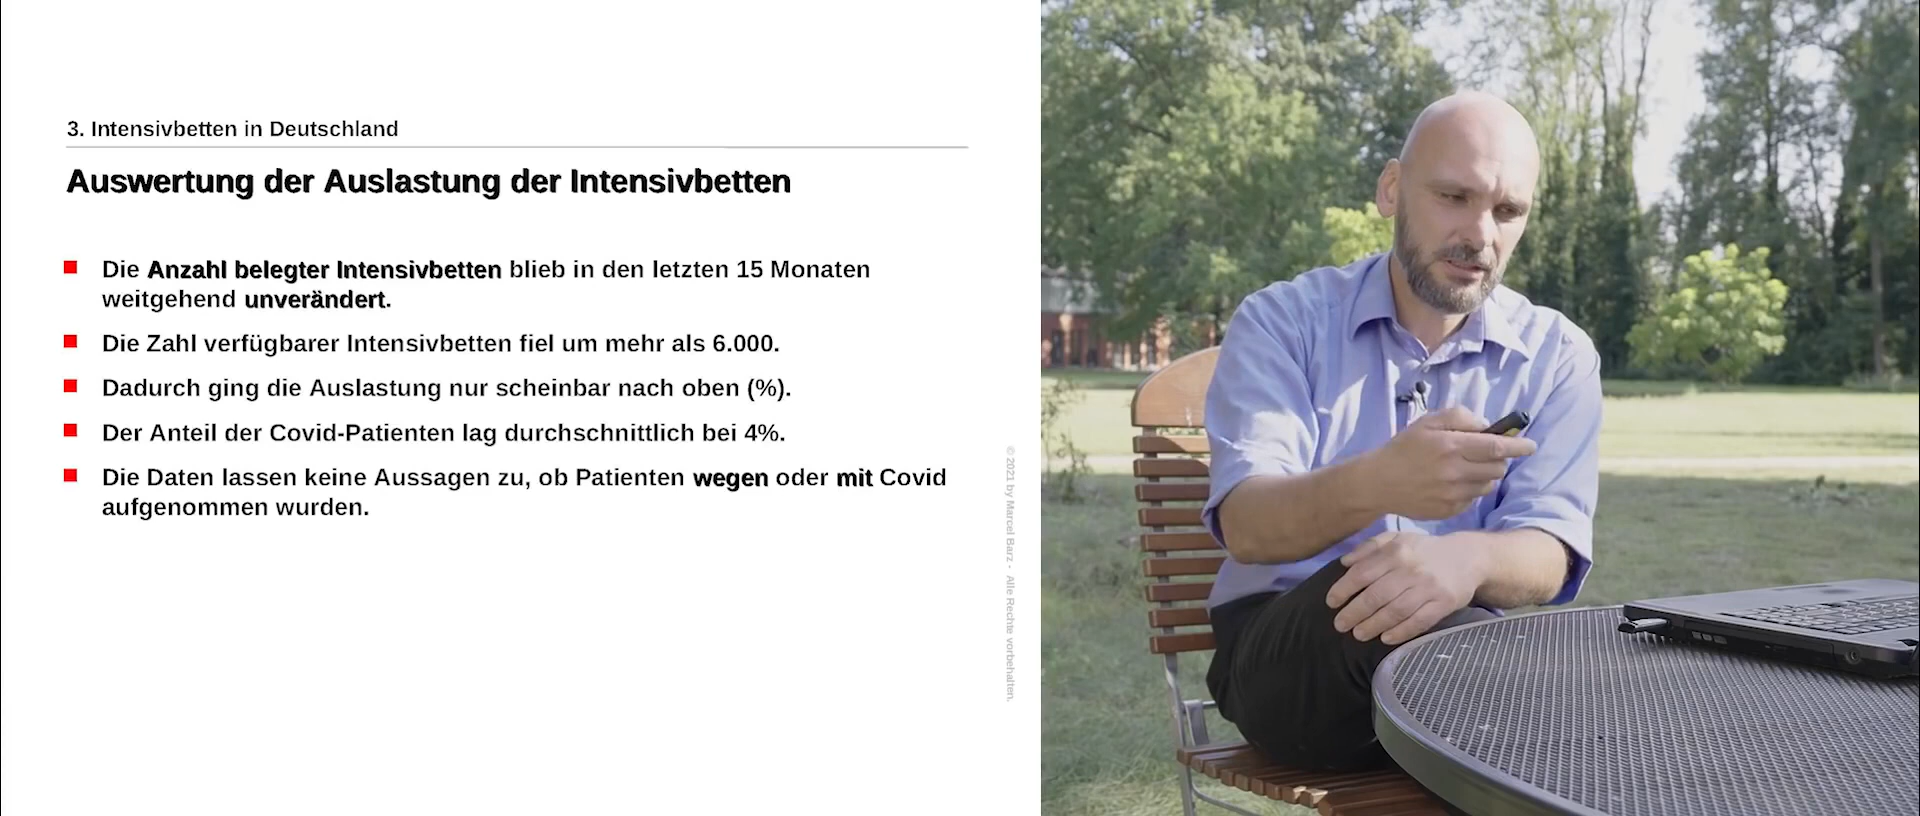 3. Intensivbetten in Deutschland
Auswertung der Auslastung der Intensivbetten
Die Anzahl belegter Intensivbetten blieb in den letzten 15 Monaten
weitgehend unverändert.
Die Zahl verfügbarer Intensivbetten fiel um mehr als 6.000.
Dadurch ging die Auslastung nur scheinbar nach oben (%).
Der Anteil der Covid-Patienten lag durchschnittlich bei 4%.
Die Daten lassen keine Aussagen zu, ob Patienten wegen oder mit Covid
aufgenommen wurden.
© 2021 by Marcel Barz - Alle Rechte vorbehalten.